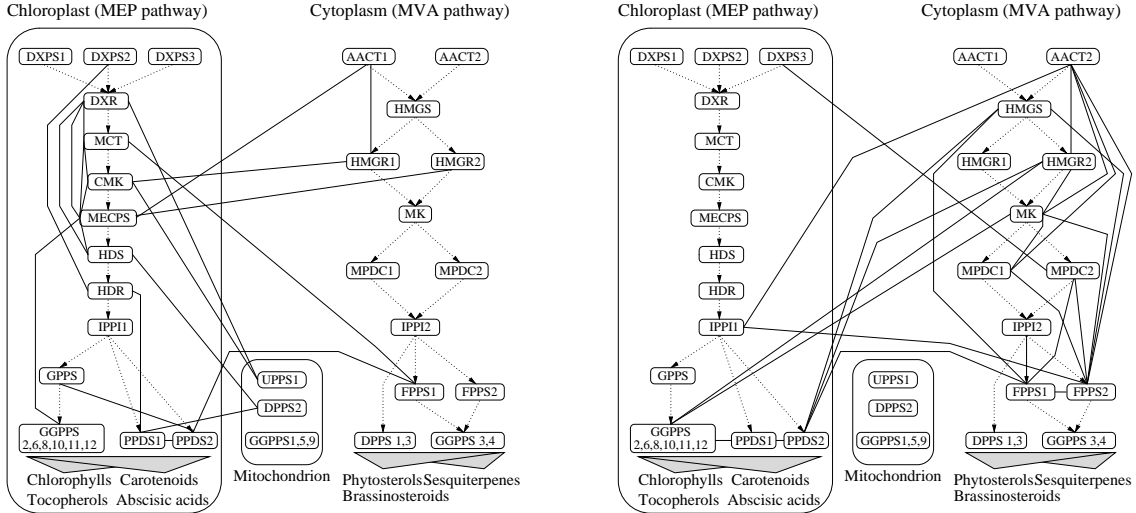 Chloroplast (MEP pathway)
Cytoplasm (MVA pathway)
DXPS1
DXPS2
DXPS3
AACT1
AACT2
DXR
HMGS
MCT
HMGR1
HMGR2
CMK
MECPS
MK
HDS
MPDC1
MPDC2
HDR
IPPI1
IPPI2
GPPS
UPPS1
FPPS1
FPPS2
DPPS2
GGPPS
2,6,8,10,11,12
PPDS1
PPDS2
GGPPS1,5,9
DPPS 1,3
GGPPS 3,4
Mitochondrion
Chlorophylls
Carotenoids
Tocopherols
Abscisic acids
Phytosterols
Sesquiterpenes
Brassinosteroids
Chloroplast (MEP pathway)
Cytoplasm (MVA pathway)
DXPS1
DXPS2
DXPS3
AACT1
AACT2
DXR
HMGS
MCT
HMGR1
HMGR2
CMK
MECPS
MK
HDS
MPDC1
MPDC2
HDR
IPPI1
IPPI2
GPPS
UPPS1
FPPS1
FPPS2
DPPS2
GGPPS
2,6,8,10,11,12
PPDS1
PPDS2
GGPPS1,5,9
DPPS 1,3
GGPPS 3,4
Mitochondrion
Chlorophylls
Carotenoids
Tocopherols
Abscisic acids
Phytosterols
Sesquiterpenes
Brassinosteroids